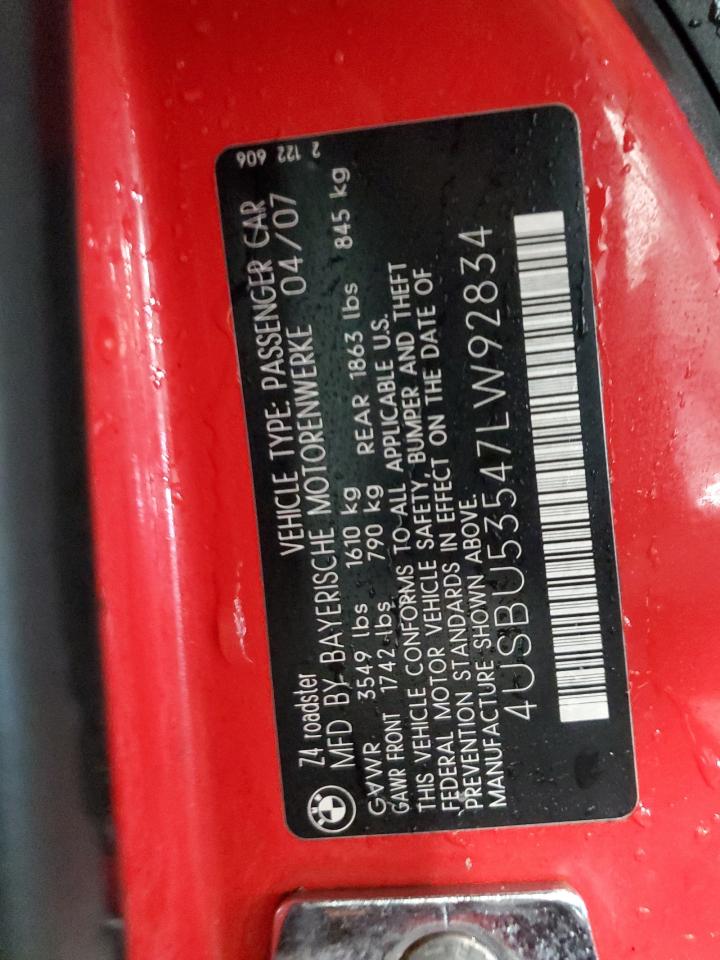 Z4 roadster
VEHICLE TYPE: PASSENGER CAR
2 122 606
MFD BY BAYERISCHE MOTORENWERKE 04/07
GVWR 3549 lbs 1610 kg
GAWR FRONT 1742 lbs 790 kg REAR 1863 lbs 845 kg
THIS VEHICLE CONFORMS TO ALL APPLICABLE U.S.
FEDERAL MOTOR VEHICLE SAFETY, BUMPER AND THEFT
PREVENTION STANDARDS IN EFFECT ON THE DATE OF
MANUFACTURE SHOWN ABOVE.
4USBU53547LW92834